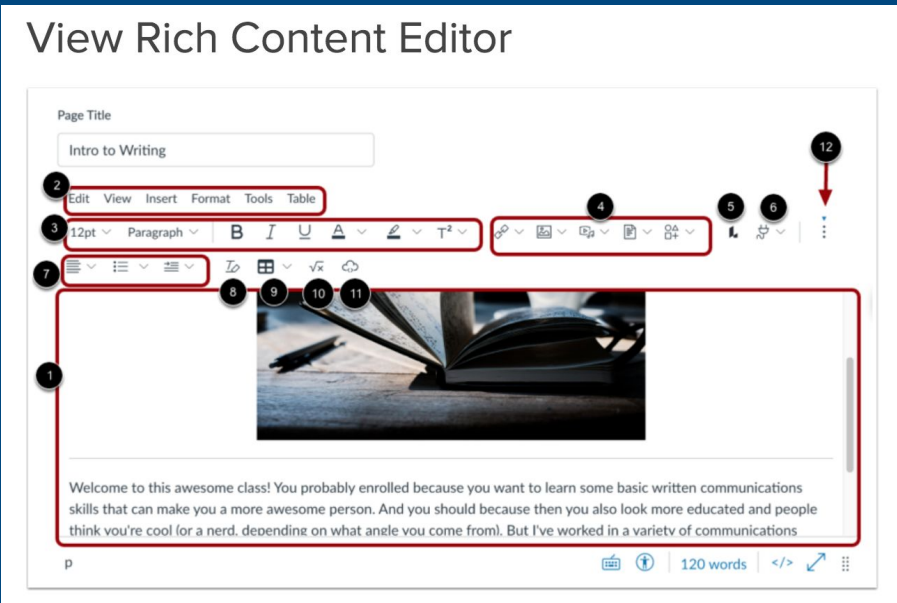 View Rich Content Editor
Page Title
Intro to Writing
12
2
Edit View Insert Format Tools Table
4
5
6
3
12pt Paragraph B I U A T²
7
8
9
√x
10
11
1
Welcome to this awesome class! You probably enrolled because you want to learn some basic written communications
skills that can make you a more awesome person. And you should because then you also look more educated and people
think you're cool (or a nerd, depending on what angle you come from). But I've worked in a variety of communications
p 120 words </>